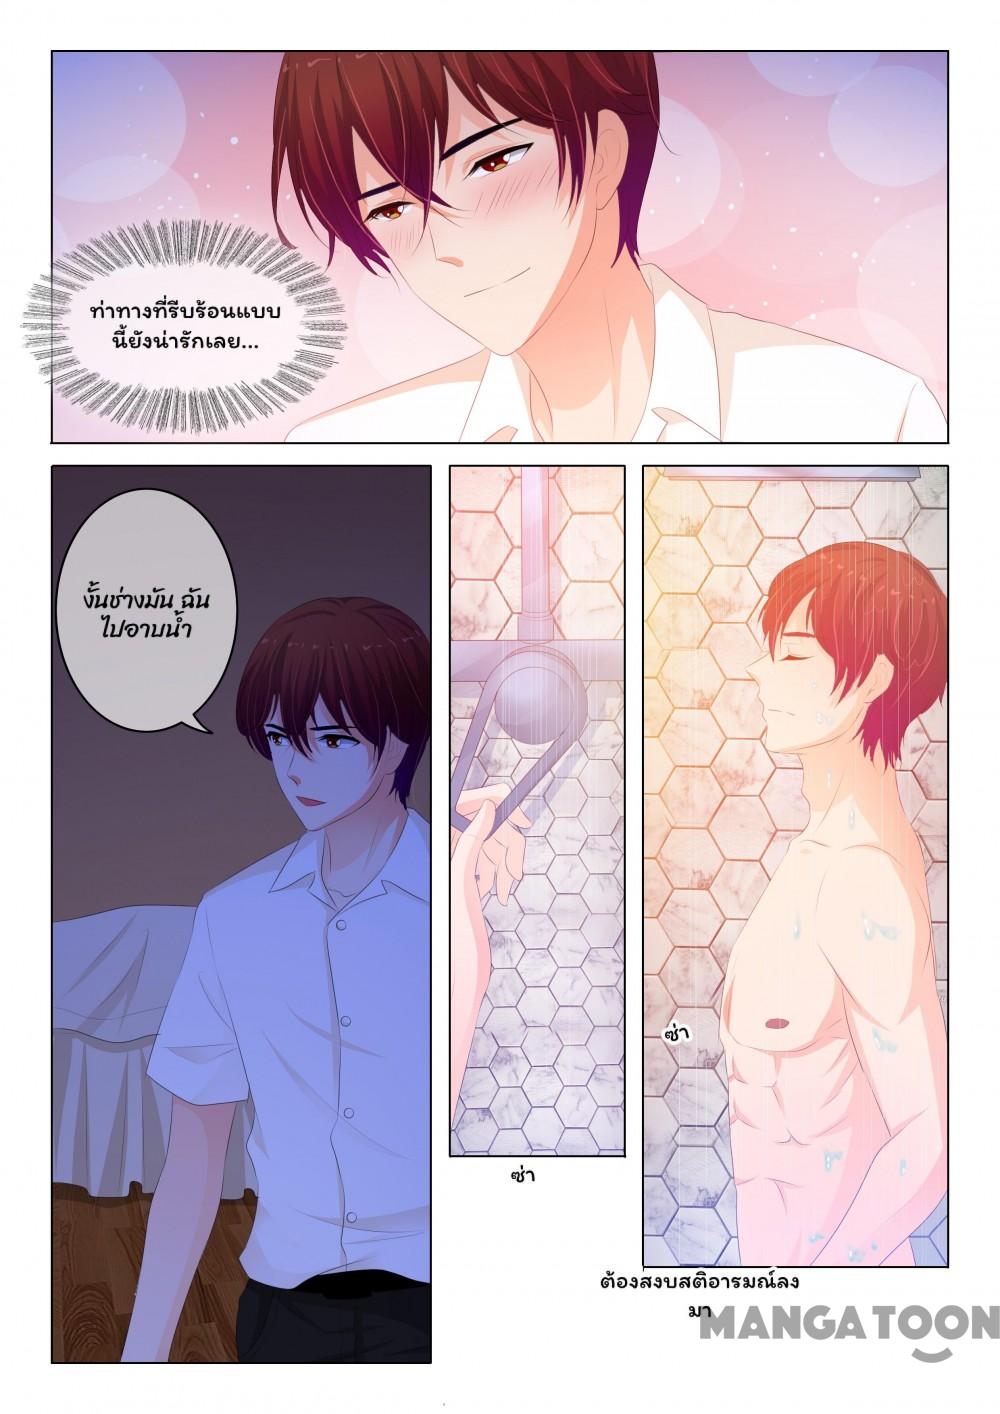 ท่าทางที่รีบร้อนแบบ
นี้ยังน่ารักเลย...
งั้นช่างมัน ฉัน
ไปอาบน้ำ
ซ่า
ซ่า
ต้องสงบสติอารมณ์ลง
มา
MANGATOON